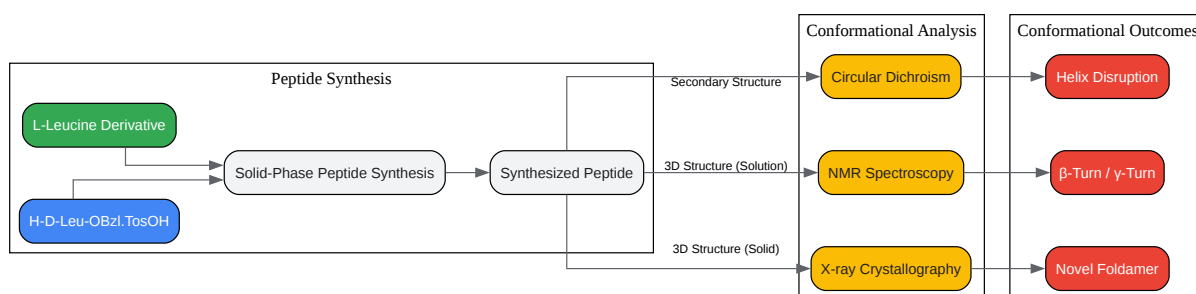 Conformational Analysis
Conformational Outcomes
Peptide Synthesis
Secondary Structure
Circular Dichroism
Helix Disruption
L-Leucine Derivative
Solid-Phase Peptide Synthesis
Synthesized Peptide
3D Structure (Solution)
NMR Spectroscopy
β-Turn / γ-Turn
H-D-Leu-OBzl.TosOH
3D Structure (Solid)
X-ray Crystallography
Novel Foldamer